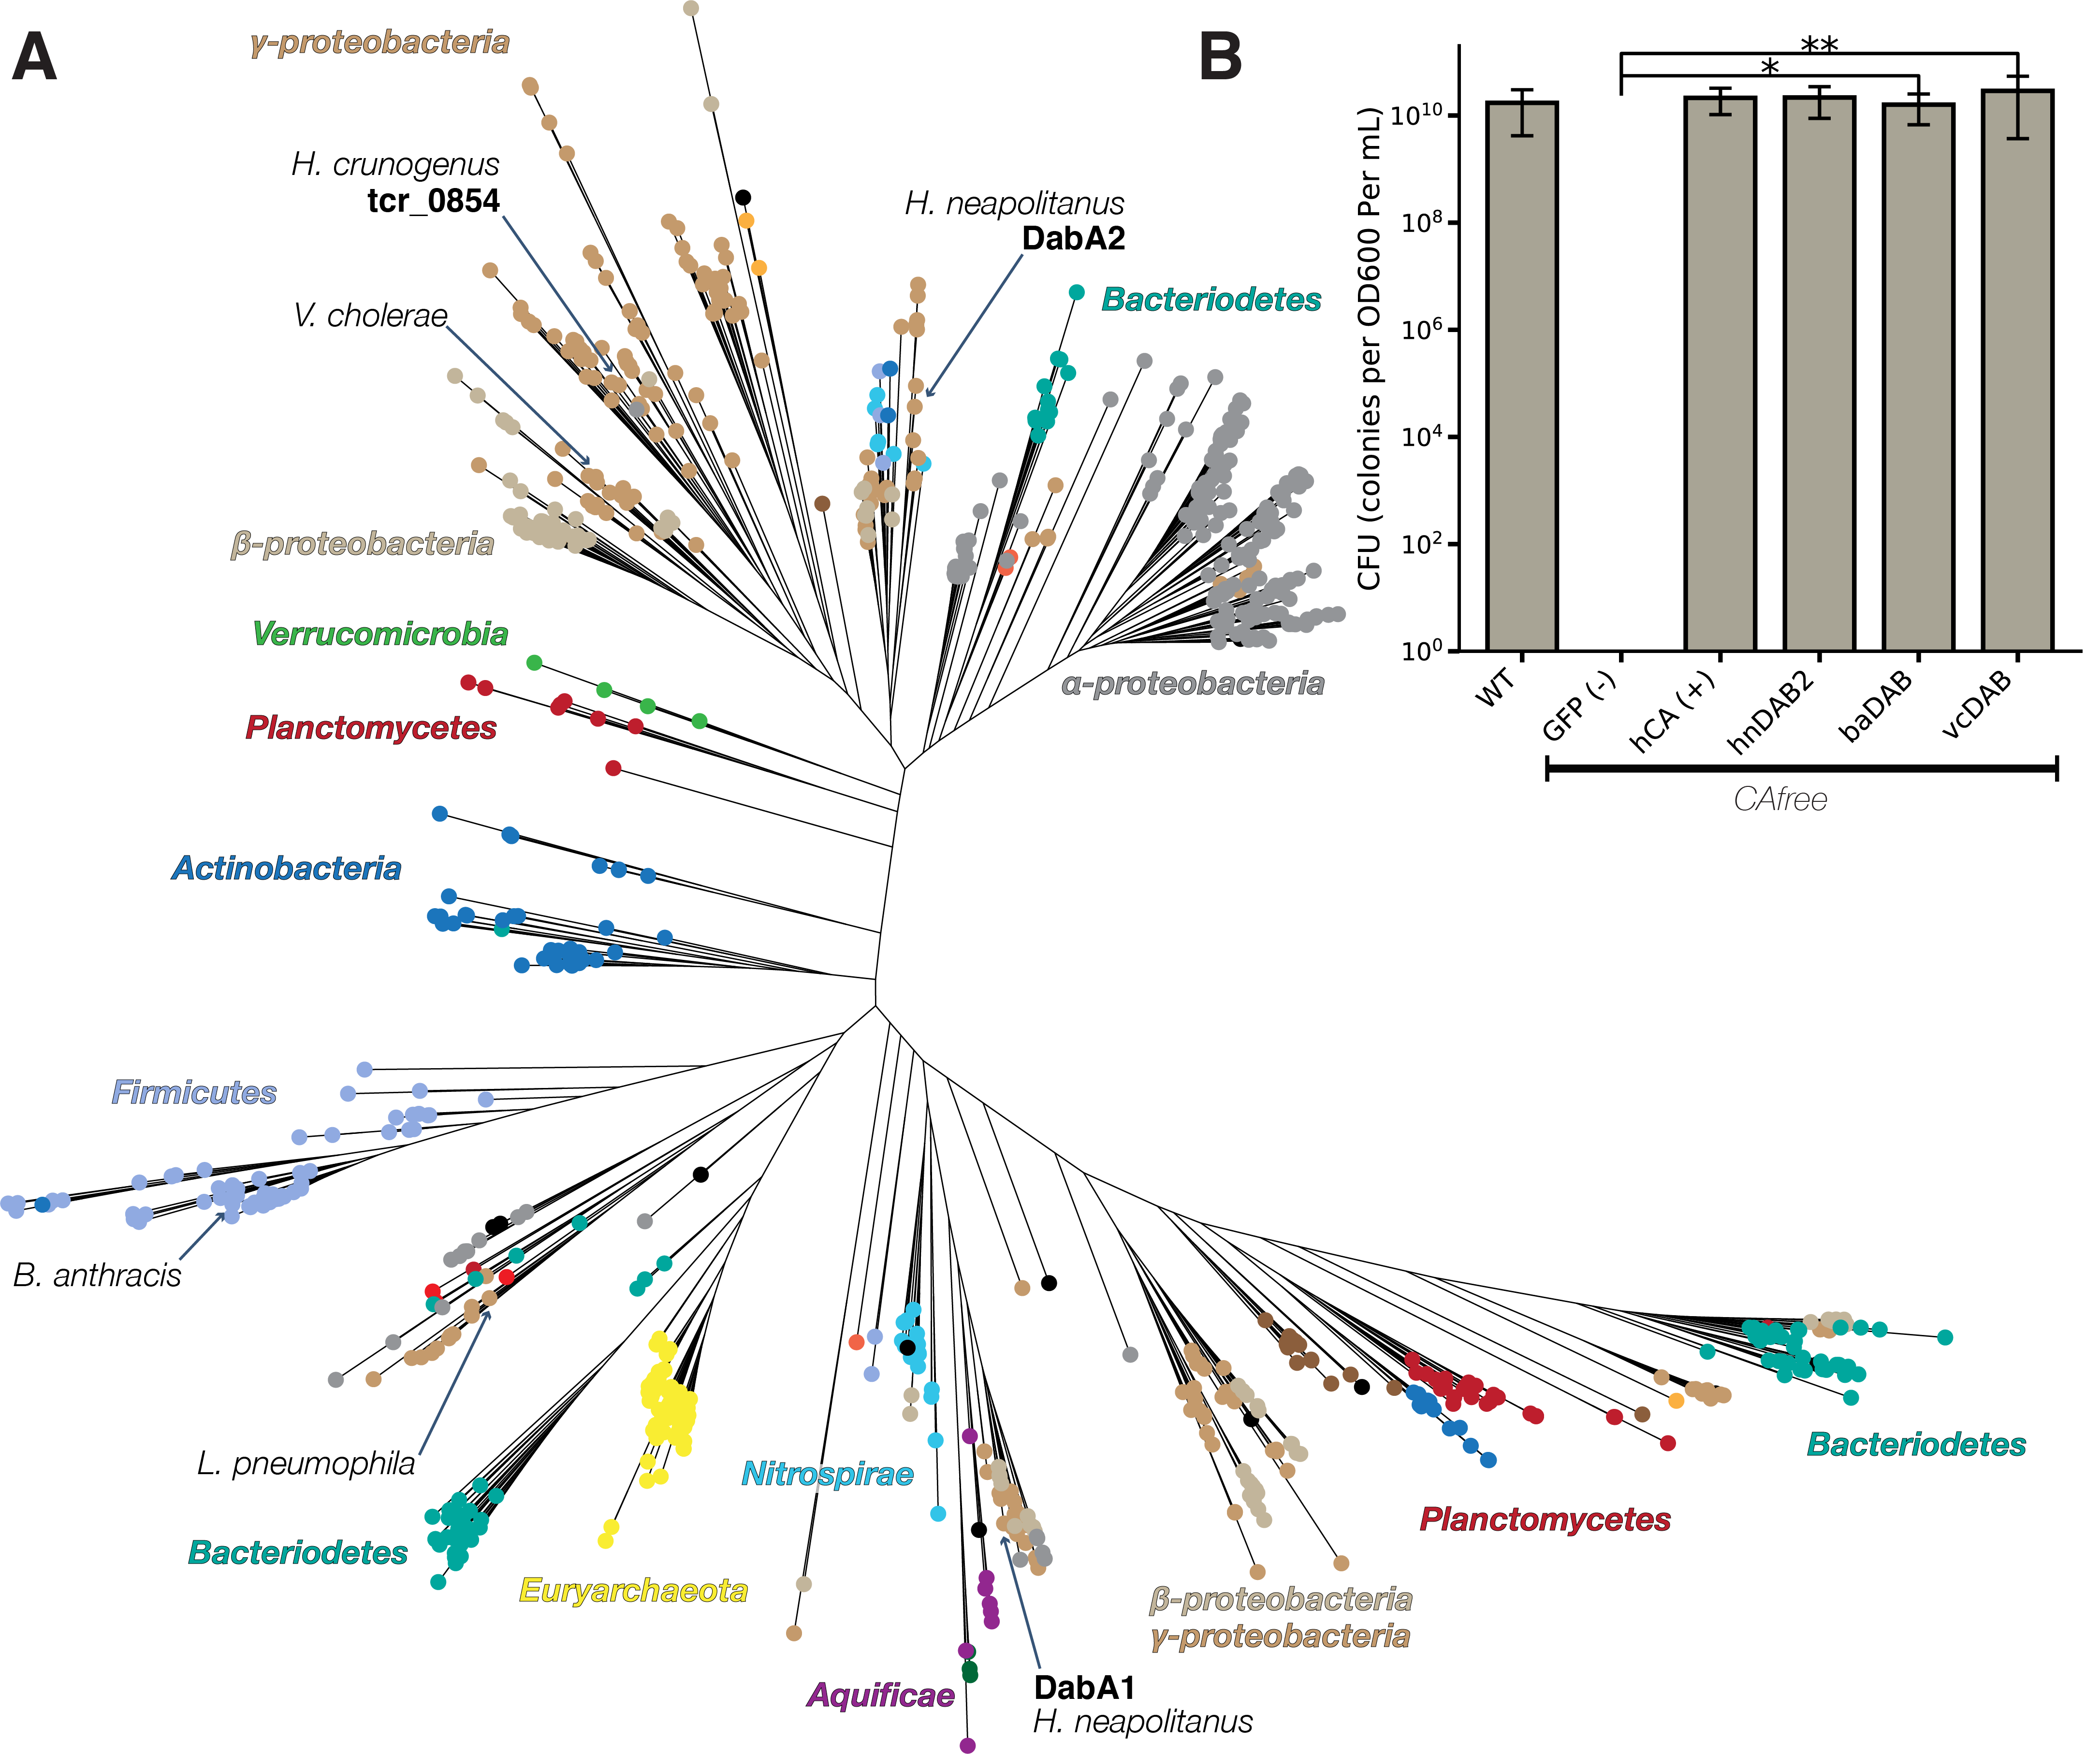 A
γ-proteobacteria
H. crunogenus
tcr_0854
V. cholerae
H. neapolitanus
DabA2
Bacteriodetes
β-proteobacteria
α-proteobacteria
Verrucomicrobia
Planctomycetes
Actinobacteria
Firmicutes
B. anthracis
L. pneumophila
Bacteriodetes
Euryarchaeota
Nitrospirae
Aquificae
DabA1
H. neapolitanus
β-proteobacteria
γ-proteobacteria
Planctomycetes
Bacteriodetes
B
**
*
CFU (colonies per OD600 Per mL)
10¹⁰
10⁸
10⁶
10⁴
10²
10⁰
WT
GFP (-)
hCA (+)
hnDAB2
baDAB
vcDAB
CAfree